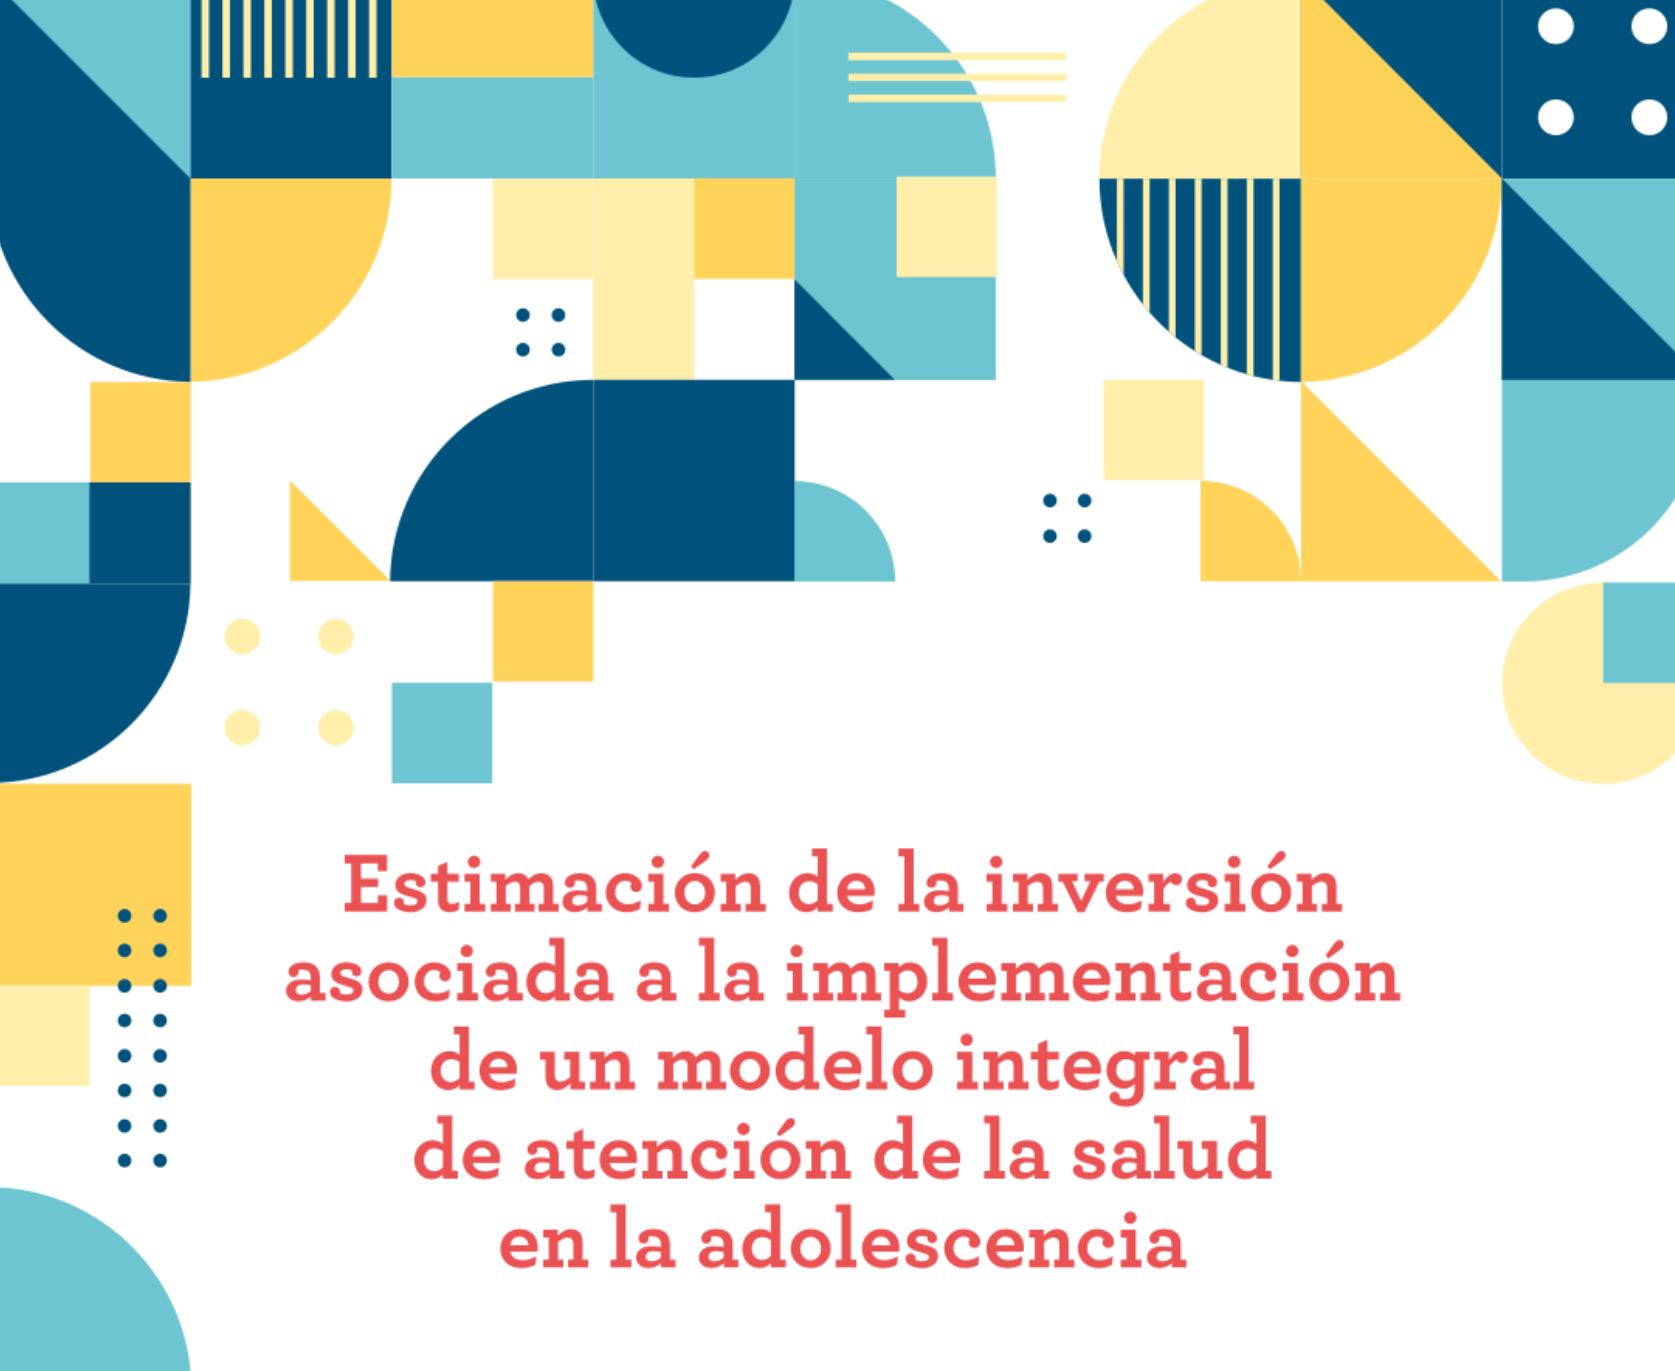 Estimación de la inversión
asociada a la implementación
de un modelo integral
de atención de la salud
en la adolescencia